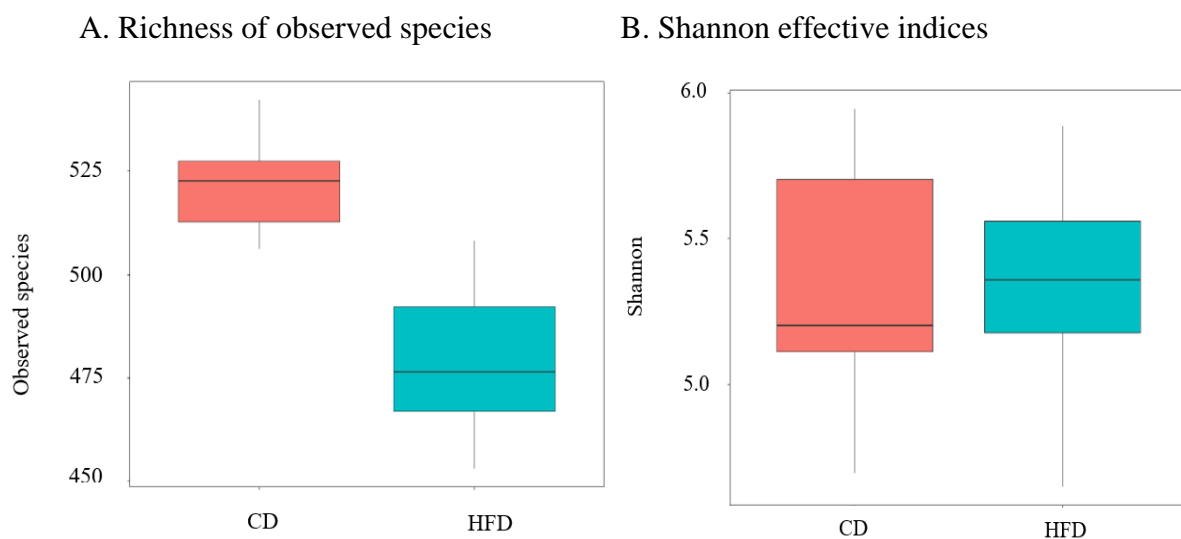 A. Richness of observed species
B. Shannon effective indices
Observed species
525
500
475
450
CD
HFD
Shannon
6.0
5.5
5.0
CD
HFD